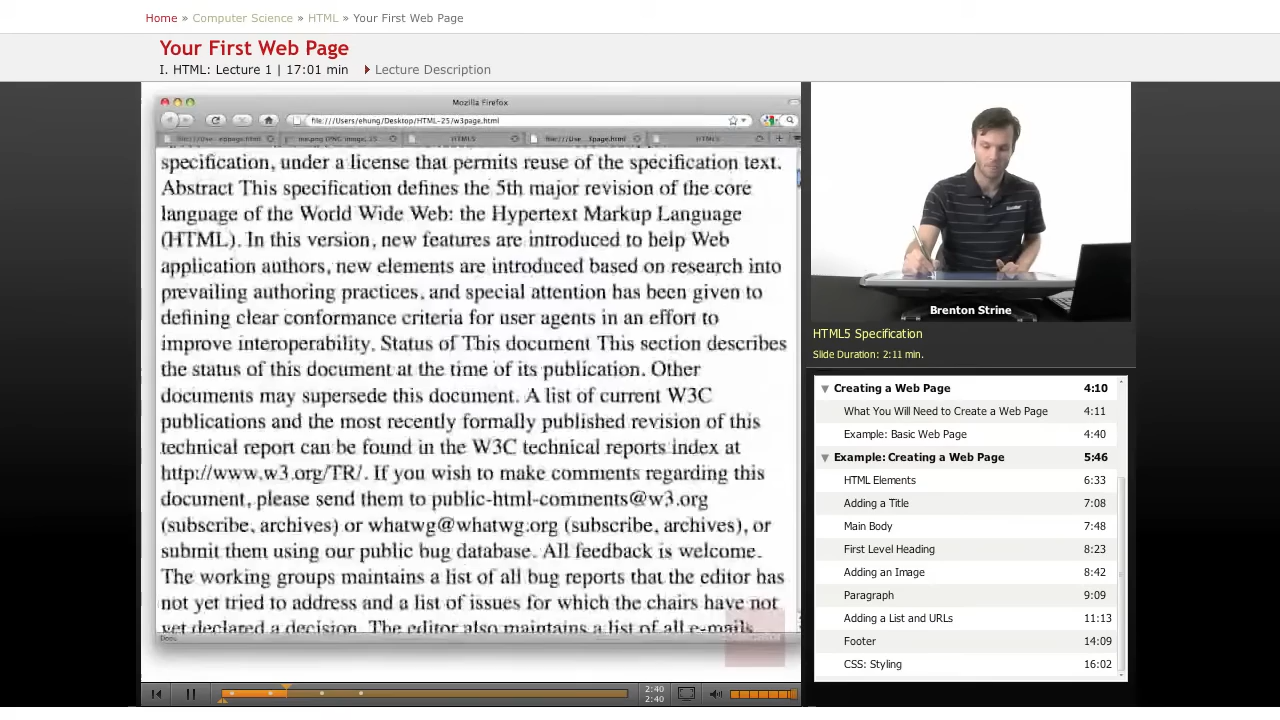 Home » Computer Science » HTML » Your First Web Page
Your First Web Page
I. HTML: Lecture 1 | 17:01 min Lecture Description
Mozilla Firefox
file:///Users/ehung/Desktop/HTML-25/w3page.html
HTML5
HTML5
specification, under a license that permits reuse of the specification text.
Abstract This specification defines the 5th major revision of the core
language of the World Wide Web: the Hypertext Markup Language
(HTML). In this version, new features are introduced to help Web
application authors, new elements are introduced based on research into
prevailing authoring practices, and special attention has been given to
defining clear conformance criteria for user agents in an effort to
improve interoperability. Status of This document This section describes
the status of this document at the time of its publication. Other
documents may supersede this document. A list of current W3C
publications and the most recently formally published revision of this
technical report can be found in the W3C technical reports index at
http://www.w3.org/TR/. If you wish to make comments regarding this
document, please send them to public-html-comments@w3.org
(subscribe, archives) or whatwg@whatwg.org (subscribe, archives), or
submit them using our public bug database. All feedback is welcome.
The working groups maintains a list of all bug reports that the editor has
not yet tried to address and a list of issues for which the chairs have not
yet declared a decision. The editor also maintains a list of all e-mails
Done
2:40
2:40
Brenton Strine
HTML5 Specification
Slide Duration: 2:11 min.
Creating a Web Page 4:10
What You Will Need to Create a Web Page 4:11
Example: Basic Web Page 4:40
Example: Creating a Web Page 5:46
HTML Elements 6:33
Adding a Title 7:08
Main Body 7:48
First Level Heading 8:23
Adding an Image 8:42
Paragraph 9:09
Adding a List and URLs 11:13
Footer 14:09
CSS: Styling 16:02